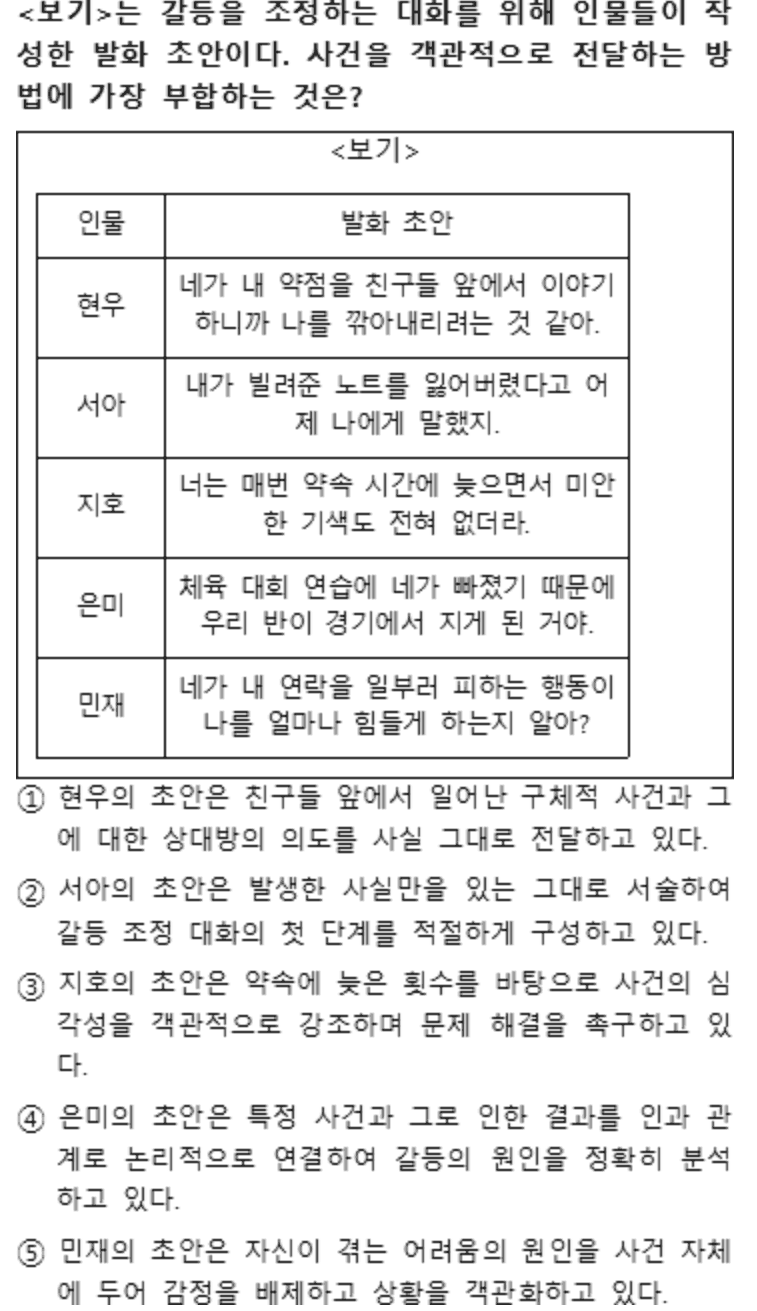 <보기>는 갈등을 조정하는 대화를 위해 인물들이 작
성한 발화 초안이다. 사건을 객관적으로 전달하는 방
법에 가장 부합하는 것은?
<보기>
인물 발화 초안
현우 네가 내 약점을 친구들 앞에서 이야기
하니까 나를 깎아내리려는 것 같아.
서아 내가 빌려준 노트를 잃어버렸다고 어
제 나에게 말했지.
지호 너는 매번 약속 시간에 늦으면서 미안
한 기색도 전혀 없더라.
은미 체육 대회 연습에 네가 빠졌기 때문에
우리 반이 경기에서 지게 된 거야.
민재 네가 내 연락을 일부러 피하는 행동이
나를 얼마나 힘들게 하는지 알아?
① 현우의 초안은 친구들 앞에서 일어난 구체적 사건과 그
에 대한 상대방의 의도를 사실 그대로 전달하고 있다.
② 서아의 초안은 발생한 사실만을 있는 그대로 서술하여
갈등 조정 대화의 첫 단계를 적절하게 구성하고 있다.
③ 지호의 초안은 약속에 늦은 횟수를 바탕으로 사건의 심
각성을 객관적으로 강조하며 문제 해결을 촉구하고 있
다.
④ 은미의 초안은 특정 사건과 그로 인한 결과를 인과 관
계로 논리적으로 연결하여 갈등의 원인을 정확히 분석
하고 있다.
⑤ 민재의 초안은 자신이 겪는 어려움의 원인을 사건 자체
에 두어 감정을 배제하고 상황을 객관화하고 있다.